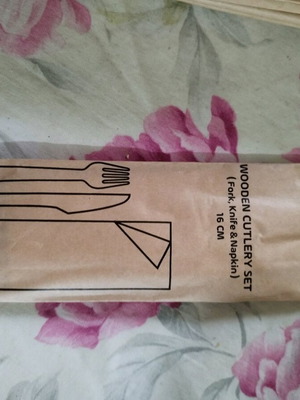 WOODEN CUTLERY SET
(Fork, Knife & Napkin)
16 CM